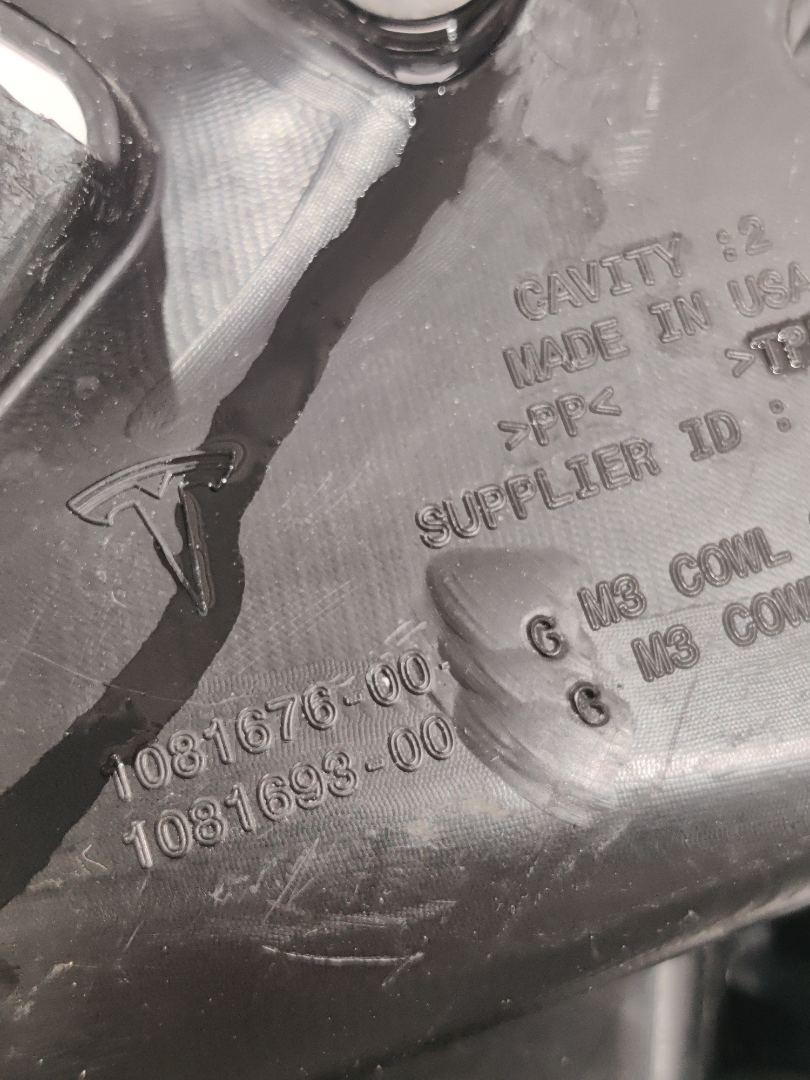 CAVITY :2
MADE IN USA
>PP<
SUPPLIER ID :
1081676-00- G M3 COWL
1081693-00 G M3